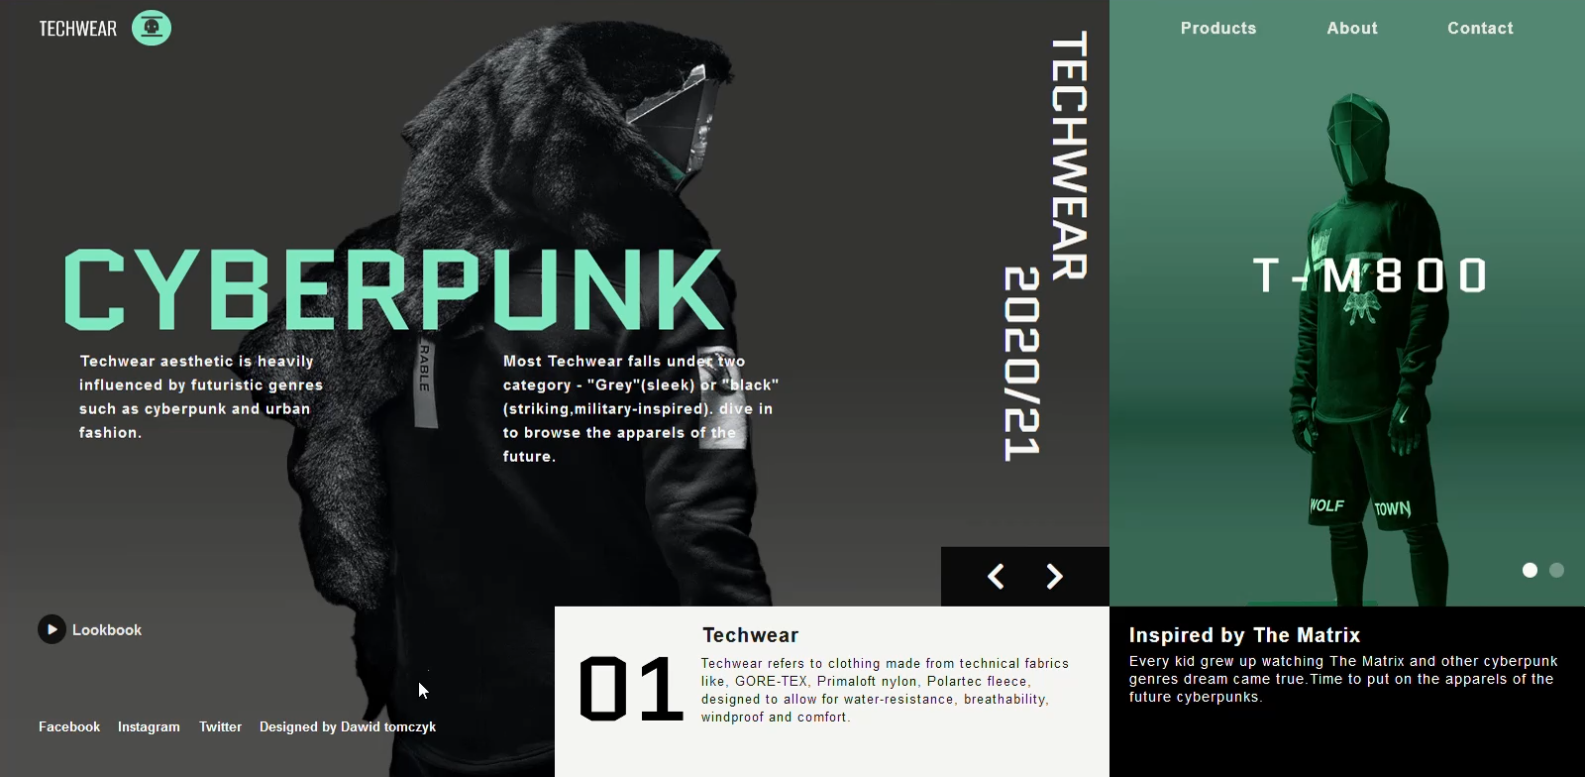 TECHWEAR
Products
About
Contact
TECHWEAR
2020/21
CYBERPUNK
Techwear aesthetic is heavily
influenced by futuristic genres
such as cyberpunk and urban
fashion.
Most Techwear falls under two
category - "Grey"(sleek) or "black"
(striking,military-inspired). dive in
to browse the apparels of the
future.
RABLE
T-M800
WOLF TOWN
Lookbook
Facebook
Instagram
Twitter
Designed by Dawid tomczyk
01
Techwear
Techwear refers to clothing made from technical fabrics
like, GORE-TEX, Primaloft nylon, Polartec fleece,
designed to allow for water-resistance, breathability,
windproof and comfort.
Inspired by The Matrix
Every kid grew up watching The Matrix and other cyberpunk
genres dream came true.Time to put on the apparels of the
future cyberpunks.